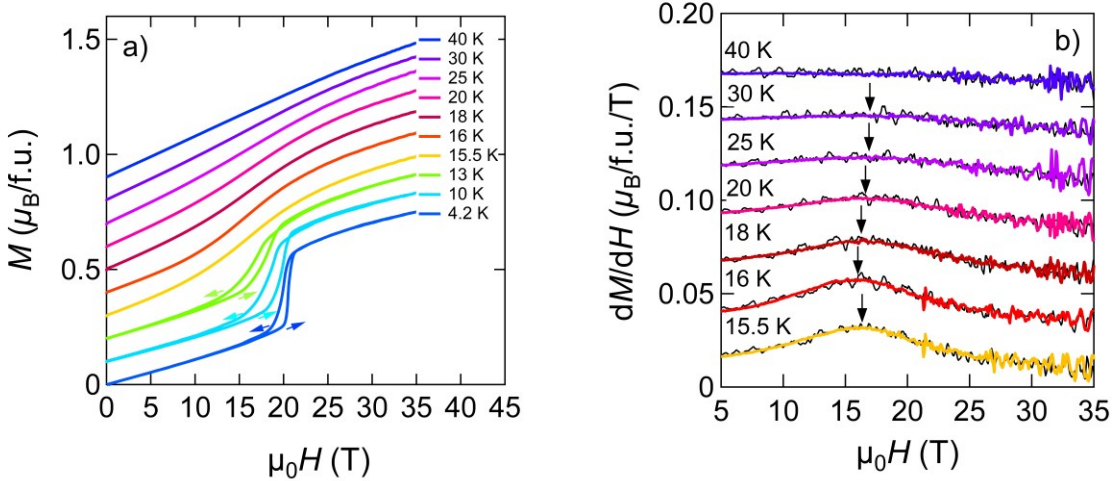 a)
M (μB/f.u.)
1.5
1.0
0.5
0
0 5 10 15 20 25 30 35 40 45
μ0H (T)
40 K
30 K
25 K
20 K
18 K
16 K
15.5 K
13 K
10 K
4.2 K
b)
dM/dH (μB/f.u./T)
0.20
0.15
0.10
0.05
0
40 K
30 K
25 K
20 K
18 K
16 K
15.5 K
5 10 15 20 25 30 35
μ0H (T)